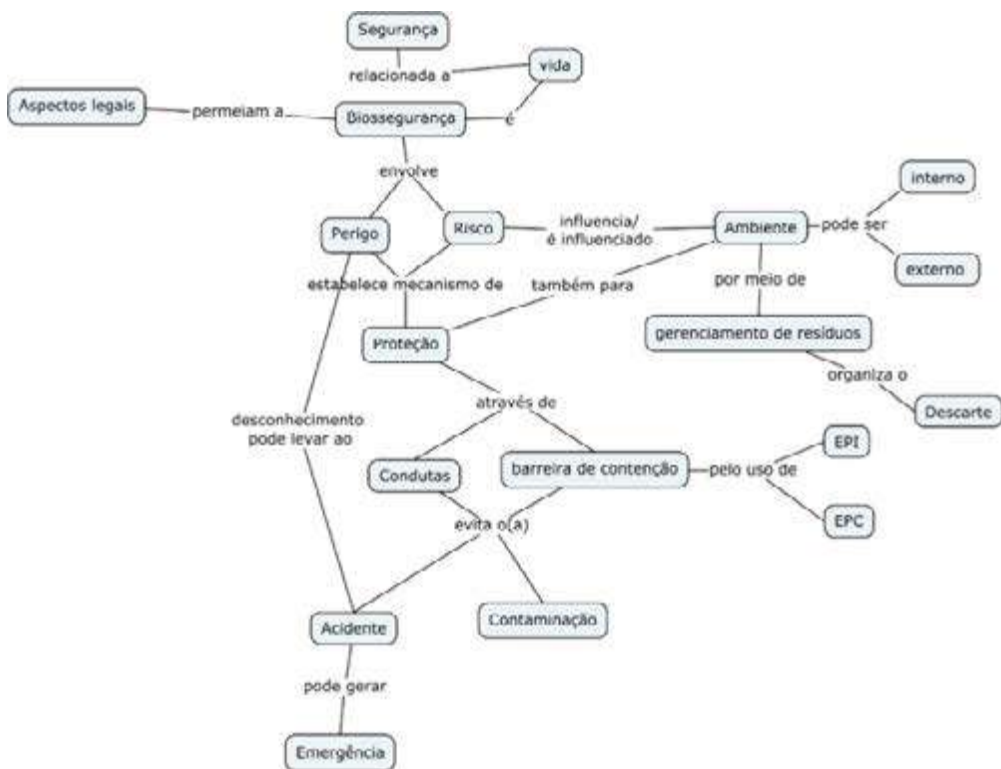 Segurança
relacionada a
vida
Aspectos legais
permeiam a
Biossegurança
é
envolve
Perigo
Risco
influencia/
é influenciado
Ambiente
pode ser
interno
externo
estabelece mecanismo de
também para
por meio de
Proteção
gerenciamento de resíduos
organiza o
Descarte
através de
desconhecimento
pode levar ao
Condutas
barreira de contenção
pelo uso de
EPI
EPC
evita o(a)
Acidente
Contaminação
pode gerar
Emergência